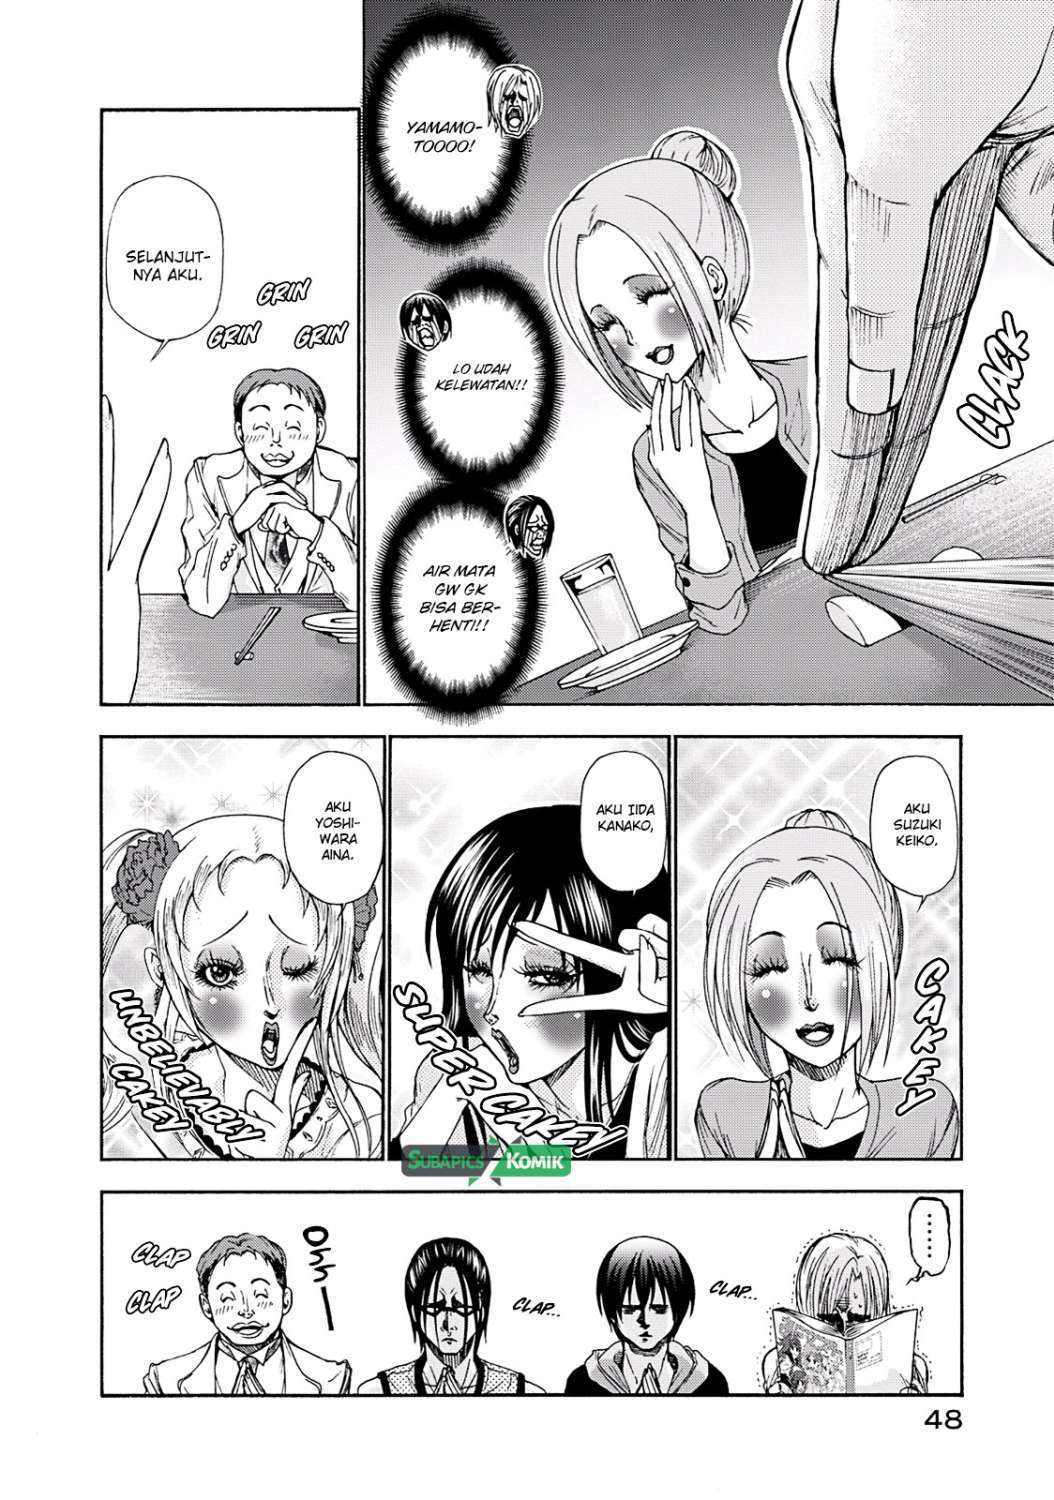 YAMAMO-
TOOOO!
LO UDAH
KELEWATAN!!
AIR MATA
GW GK
BISA BER-
HENTI!!
CLACK
SELANJUT-
NYA AKU.
GRIN
GRIN
GRIN
AKU
SUZUKI
KEIKO.
CAKEY
AKU IIDA
KANAKO,
SUPER CAKEY
AKU
YOSHI-
WARA
AINA.
UNBELIEVABLY
CAKEY
SUBAPICS KOMIK
......
CLAP...
CLAP...
Ohh—
CLAP
CLAP
48